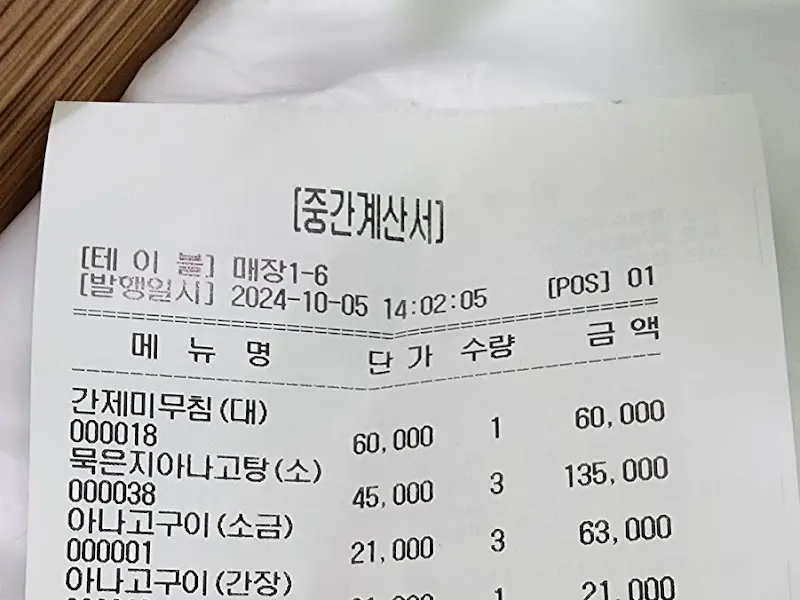 [중간계산서]
[테 이 블] 매장1-6
[발행일시] 2024-10-05 14:02:05 [POS] 01
메 뉴 명 단 가 수량 금 액
간제미무침(대)
000018 60,000 1 60,000
묵은지아나고탕(소)
000038 45,000 3 135,000
아나고구이(소금)
000001 21,000 3 63,000
아나고구이(간장)
1 21,000